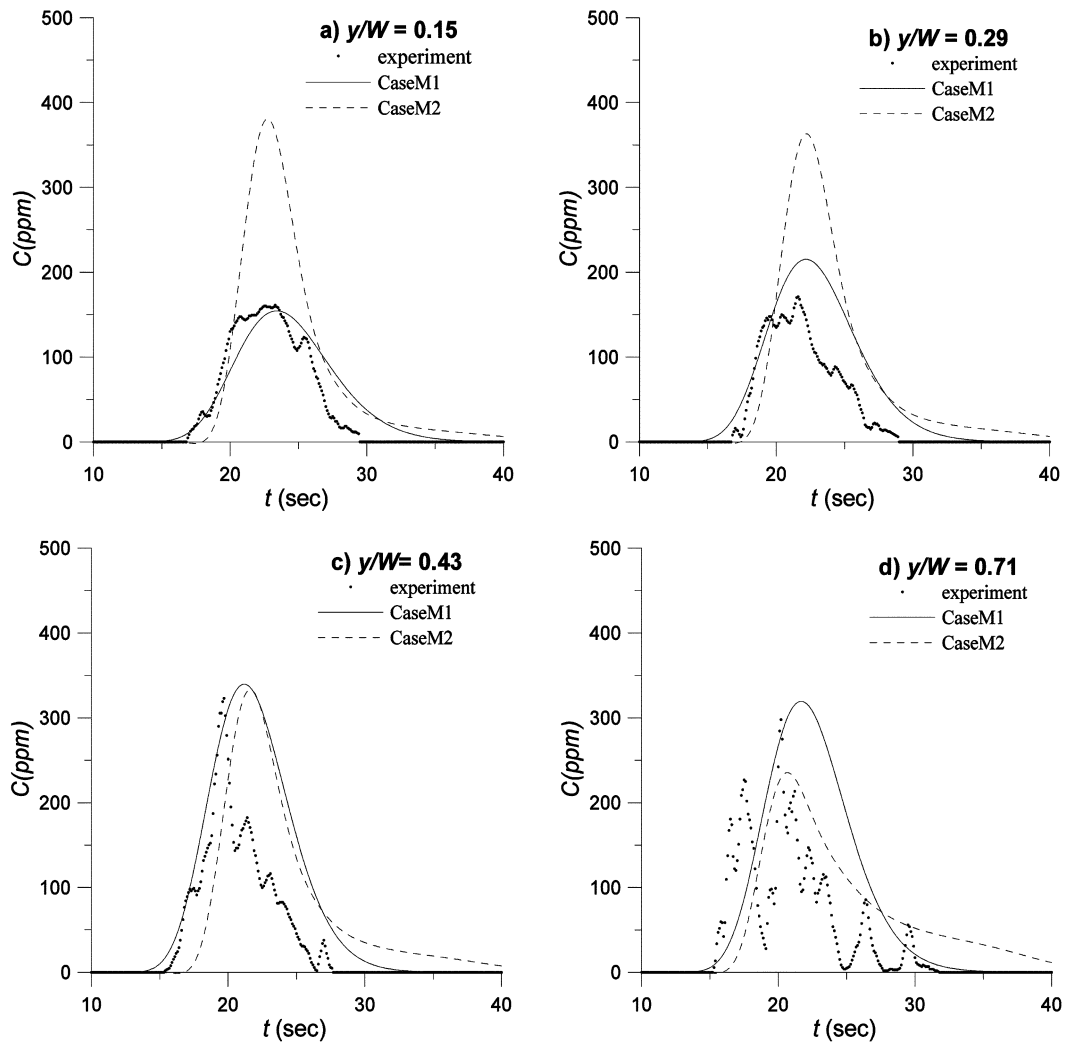 a) y/W = 0.15
experiment
CaseM1
CaseM2
500
400
300
200
100
0
C(ppm)
10
20
30
40
t (sec)
b) y/W = 0.29
experiment
CaseM1
CaseM2
500
400
300
200
100
0
C(ppm)
10
20
30
40
t (sec)
c) y/W= 0.43
experiment
CaseM1
CaseM2
500
400
300
200
100
0
C(ppm)
10
20
30
40
t (sec)
d) y/W = 0.71
experiment
CaseM1
CaseM2
500
400
300
200
100
0
C(ppm)
10
20
30
40
t (sec)